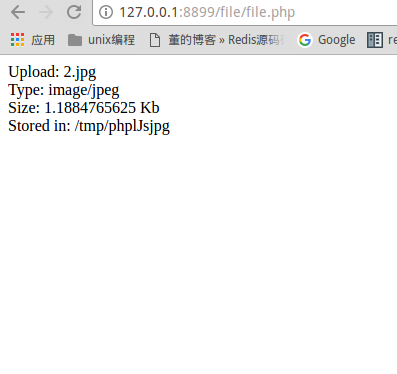 127.0.0.1:8899/file/file.php
应用 unix编程 董的博客 » Redis源码 Google re
Upload: 2.jpg
Type: image/jpeg
Size: 1.1884765625 Kb
Stored in: /tmp/phplJsjpg